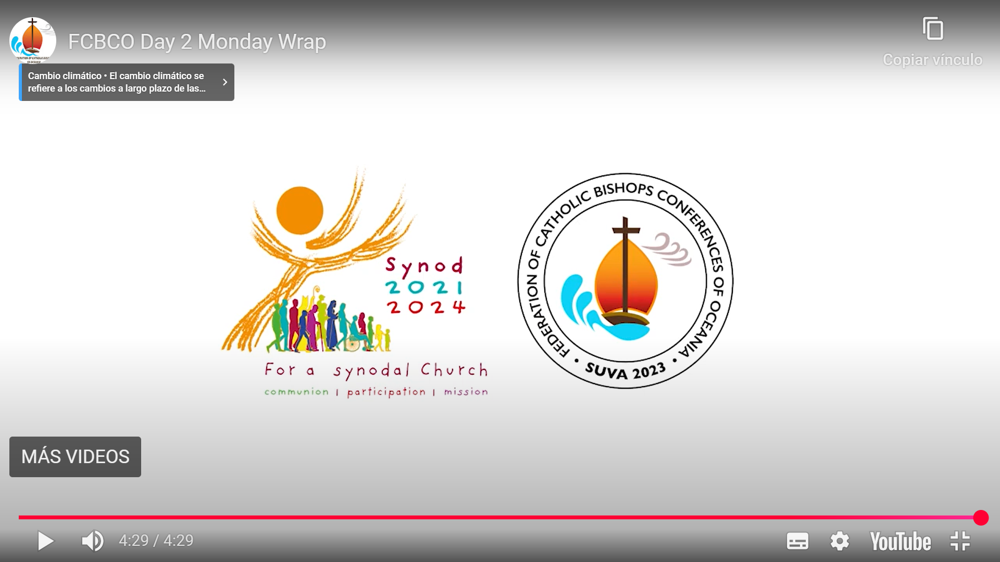 FCBCO Day 2 Monday Wrap
Copiar vínculo
Cambio climático • El cambio climático se
refiere a los cambios a largo plazo de las...
Synod
2021
2024
For a synodal Church
communion | participation | mission
FEDERATION OF CATHOLIC BISHOPS CONFERENCES OF OCEANIA
• SUVA 2023 •
MÁS VIDEOS
4:29 / 4:29
YouTube